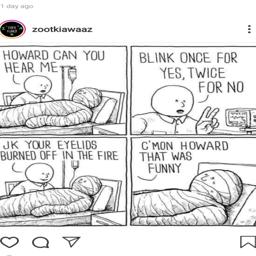 1 day ago
zootkiawaaz
HOWARD CAN YOU
HEAR ME
BLINK ONCE FOR
YES, TWICE
FOR NO
JK YOUR EYELIDS
BURNED OFF IN THE FIRE
C'MON HOWARD
THAT WAS
FUNNY